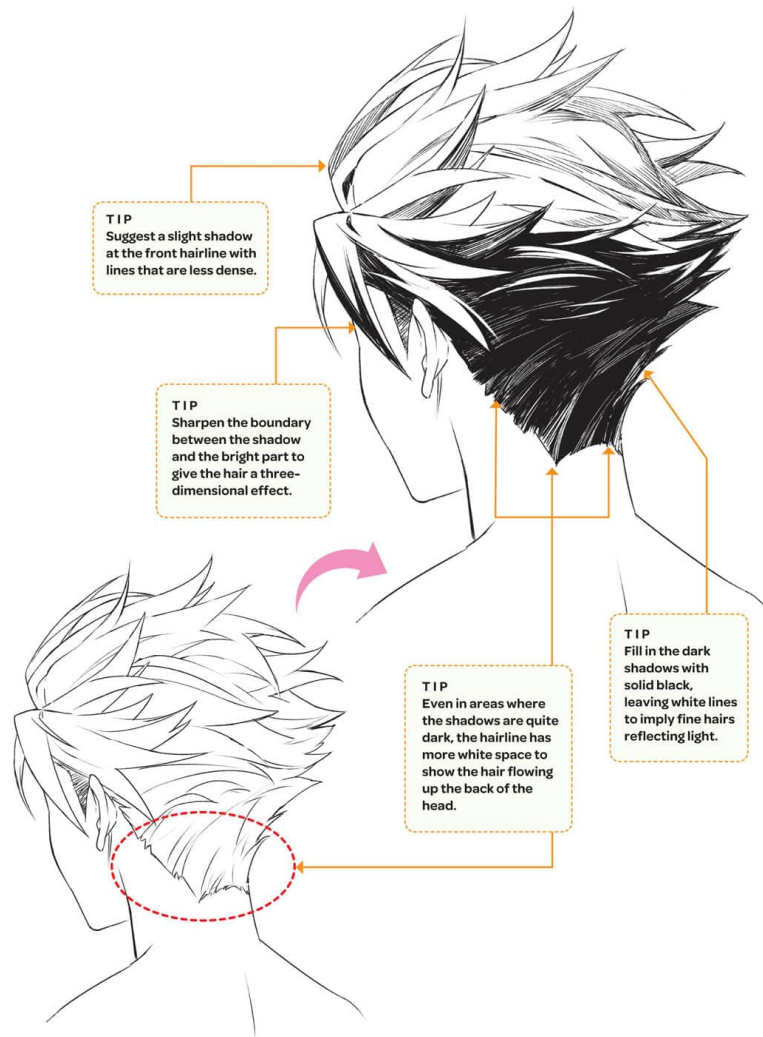 TIP
Suggest a slight shadow
at the front hairline with
lines that are less dense.
TIP
Sharpen the boundary
between the shadow
and the bright part to
give the hair a three-
dimensional effect.
TIP
Even in areas where
the shadows are quite
dark, the hairline has
more white space to
show the hair flowing
up the back of the
head.
TIP
Fill in the dark
shadows with
solid black,
leaving white lines
to imply fine hairs
reflecting light.